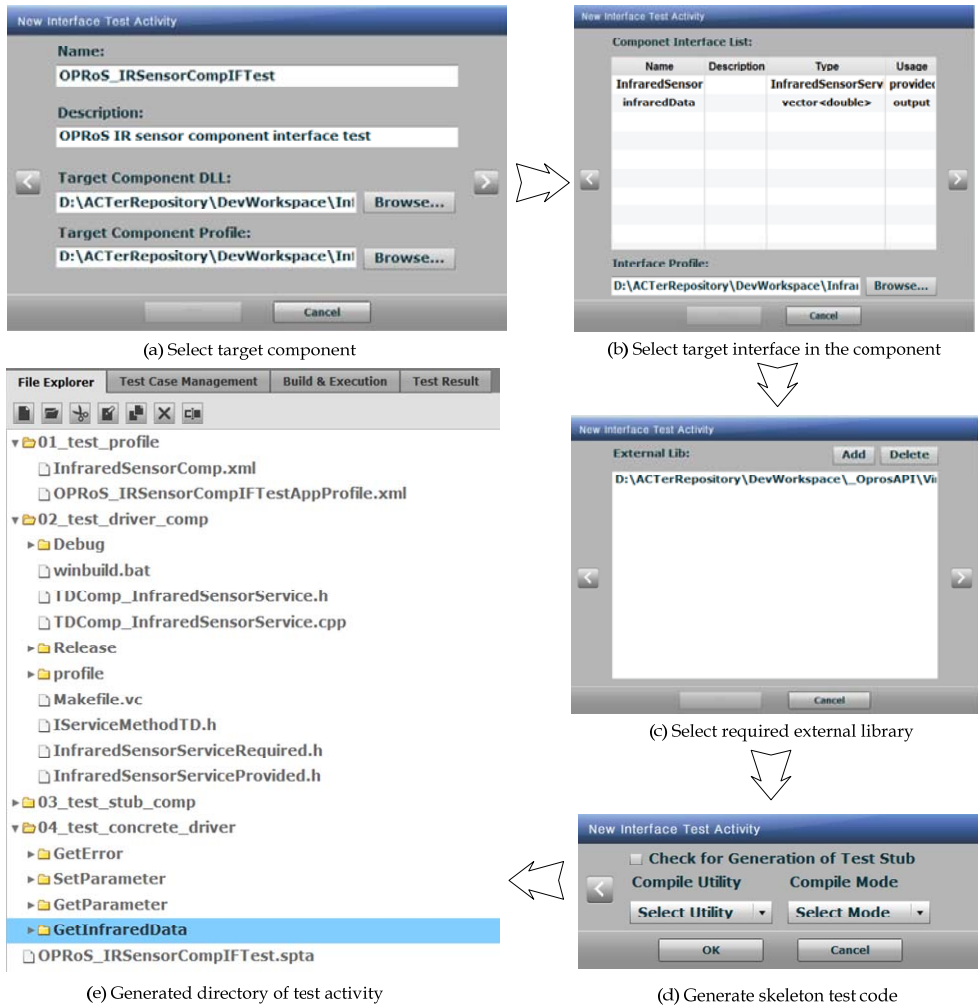 New Interface Test Activity
Name:
OPRoS_IRSensorCompIFTest
Description:
OPRoS IR sensor component interface test
Target Component DLL:
D:\ACTerRepository\DevWorkspace\Inf Browse...
Target Component Profile:
D:\ACTerRepository\DevWorkspace\Inf Browse...
Cancel
(a) Select target component
New Interface Test Activity
Componet Interface List:
Name Description Type Usage
InfraredSensor InfraredSensorServ provided
infraredData vector<double> output
Interface Profile:
D:\ACTerRepository\DevWorkspace\Infrar Browse...
Cancel
(b) Select target interface in the component
New Interface Test Activity
External Lib: Add Delete
D:\ACTerRepository\DevWorkspace\_OprosAPI\Vir
Cancel
(c) Select required external library
New Interface Test Activity
Check for Generation of Test Stub
Compile Utility Compile Mode
Select Utility Select Mode
OK Cancel
(d) Generate skeleton test code
File Explorer Test Case Management Build & Execution Test Result
01_test_profile
InfraredSensorComp.xml
OPRoS_IRSensorCompIFTestAppProfile.xml
02_test_driver_comp
Debug
winbuild.bat
TDComp_InfraredSensorService.h
TDComp_InfraredSensorService.cpp
Release
profile
Makefile.vc
IServiceMethodTD.h
InfraredSensorServiceRequired.h
InfraredSensorServiceProvided.h
03_test_stub_comp
04_test_concrete_driver
GetError
SetParameter
GetParameter
GetInfraredData
OPRoS_IRSensorCompIFTest.spta
(e) Generated directory of test activity